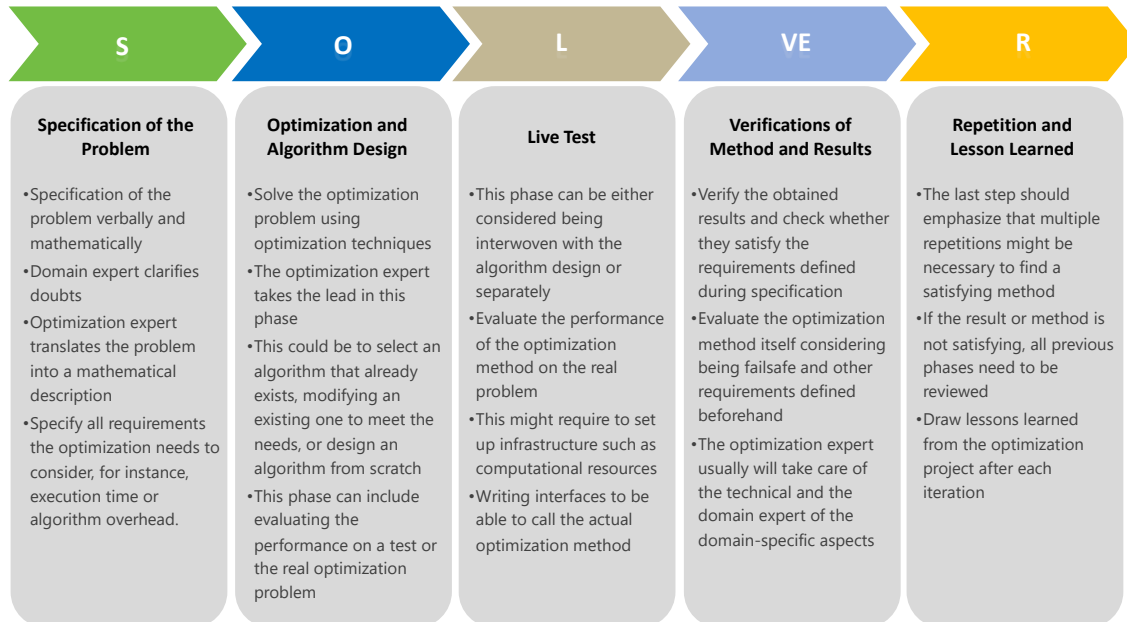 S
O
L
VE
R
Specification of the
Problem
•Specification of the
problem verbally and
mathematically
•Domain expert clarifies
doubts
•Optimization expert
translates the problem
into a mathematical
description
•Specify all requirements
the optimization needs to
consider, for instance,
execution time or
algorithm overhead.
Optimization and
Algorithm Design
•Solve the optimization
problem using
optimization techniques
•The optimization expert
takes the lead in this
phase
•This could be to select an
algorithm that already
exists, modifying an
existing one to meet the
needs, or design an
algorithm from scratch
•This phase can include
evaluating the
performance on a test or
the real optimization
problem
Live Test
•This phase can be either
considered being
interwoven with the
algorithm design or
separately
•Evaluate the performance
of the optimization
method on the real
problem
•This might require to set
up infrastructure such as
computational resources
•Writing interfaces to be
able to call the actual
optimization method
Verifications of
Method and Results
•Verify the obtained
results and check whether
they satisfy the
requirements defined
during specification
•Evaluate the optimization
method itself considering
being failsafe and other
requirements defined
beforehand
•The optimization expert
usually will take care of
the technical and the
domain expert of the
domain-specific aspects
Repetition and
Lesson Learned
•The last step should
emphasize that multiple
repetitions might be
necessary to find a
satisfying method
•If the result or method is
not satisfying, all previous
phases need to be
reviewed
•Draw lessons learned
from the optimization
project after each
iteration